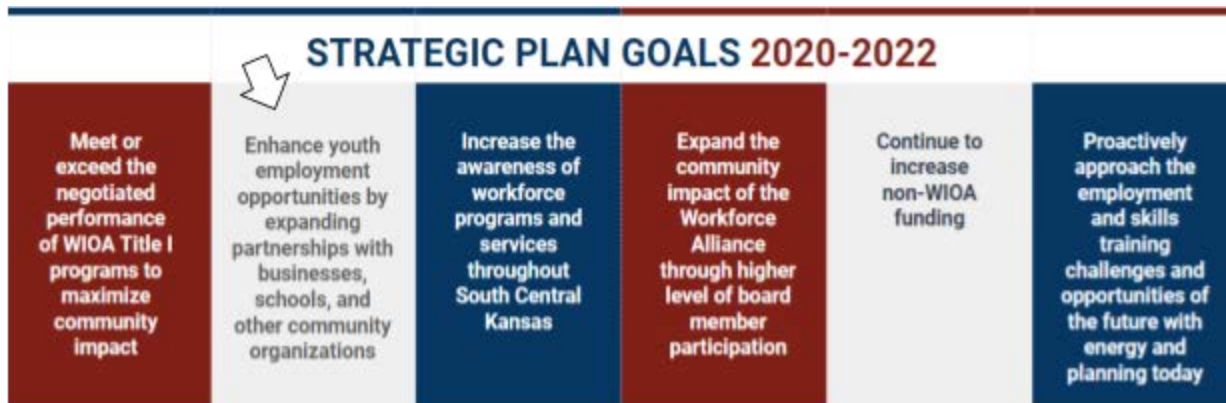 STRATEGIC PLAN GOALS 2020-2022
Meet or
exceed the
negotiated
performance
of WIOA Title I
programs to
maximize
community
impact
Enhance youth
employment
opportunities by
expanding
partnerships with
businesses,
schools, and
other community
organizations
Increase the
awareness of
workforce
programs and
services
throughout
South Central
Kansas
Expand the
community
impact of the
Workforce
Alliance
through higher
level of board
member
participation
Continue to
increase
non-WIOA
funding
Proactively
approach the
employment
and skills
training
challenges and
opportunities of
the future with
energy and
planning today